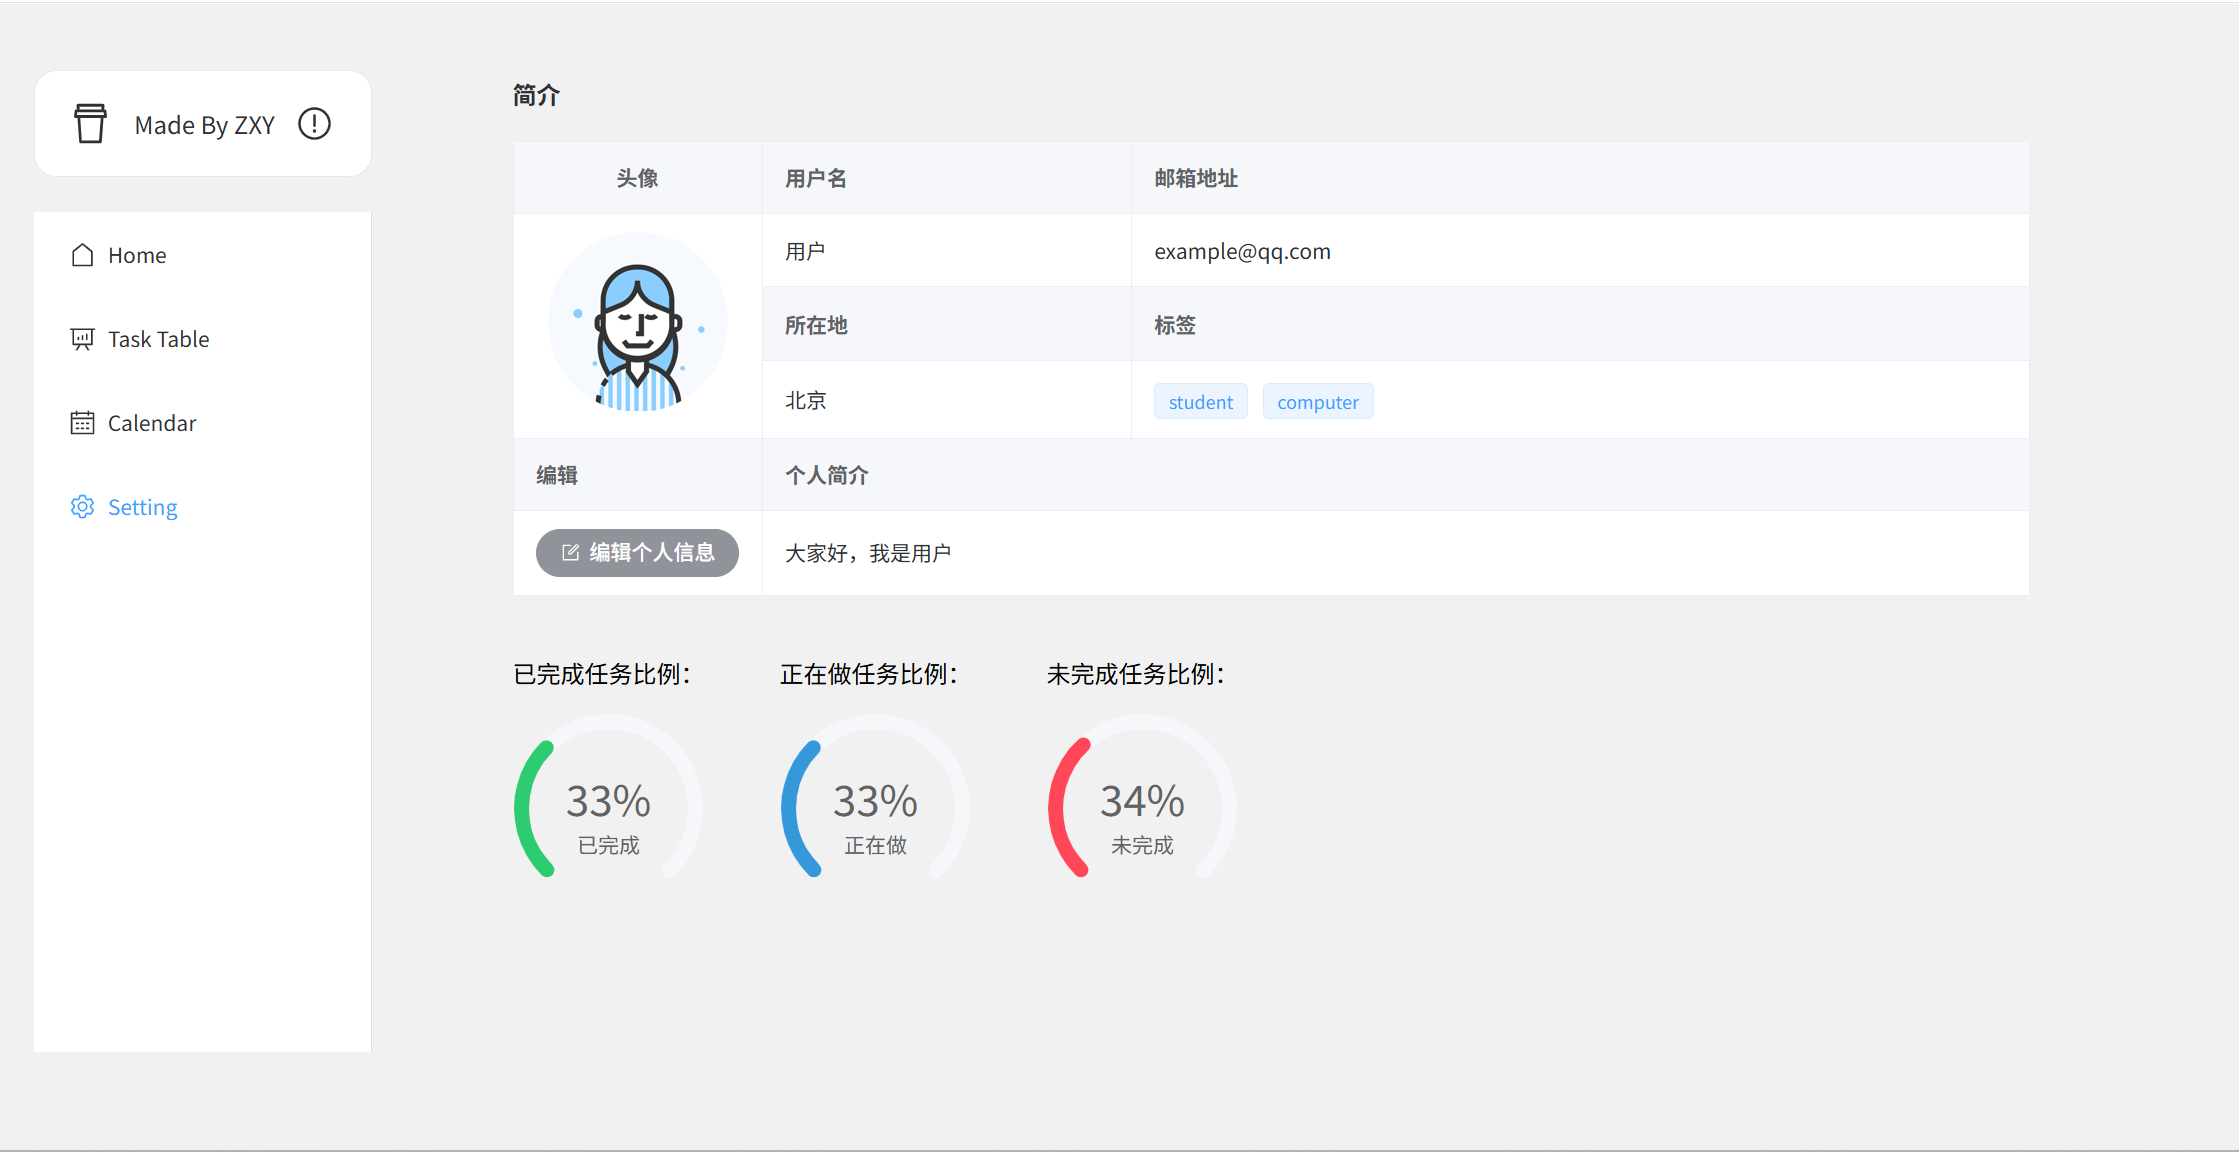 Made By ZXY
Home
Task Table
Calendar
Setting
简介
头像 用户名 邮箱地址
用户 example@qq.com
所在地 标签
北京 student computer
编辑 个人简介
编辑个人信息 大家好，我是用户
已完成任务比例： 正在做任务比例： 未完成任务比例：
33% 33% 34%
已完成 正在做 未完成